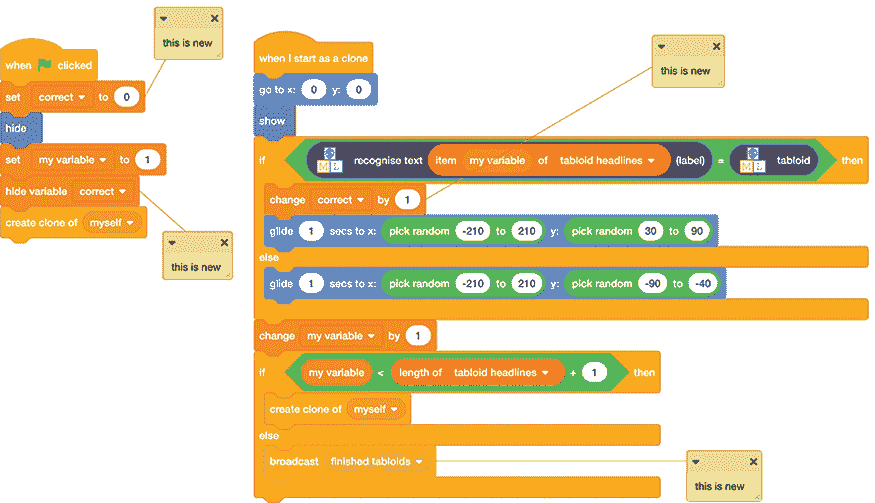 this is new
when clicked
set correct to 0
hide
set my variable to 1
hide variable correct
create clone of myself
this is new
when I start as a clone
go to x: 0 y: 0
show
if ML recognise text item my variable of tabloid headlines (label) = ML tabloid then
this is new
change correct by 1
glide 1 secs to x: pick random -210 to 210 y: pick random 30 to 90
else
glide 1 secs to x: pick random -210 to 210 y: pick random -90 to -40
change my variable by 1
if my variable < length of tabloid headlines + 1 then
create clone of myself
else
broadcast finished tabloids
this is new